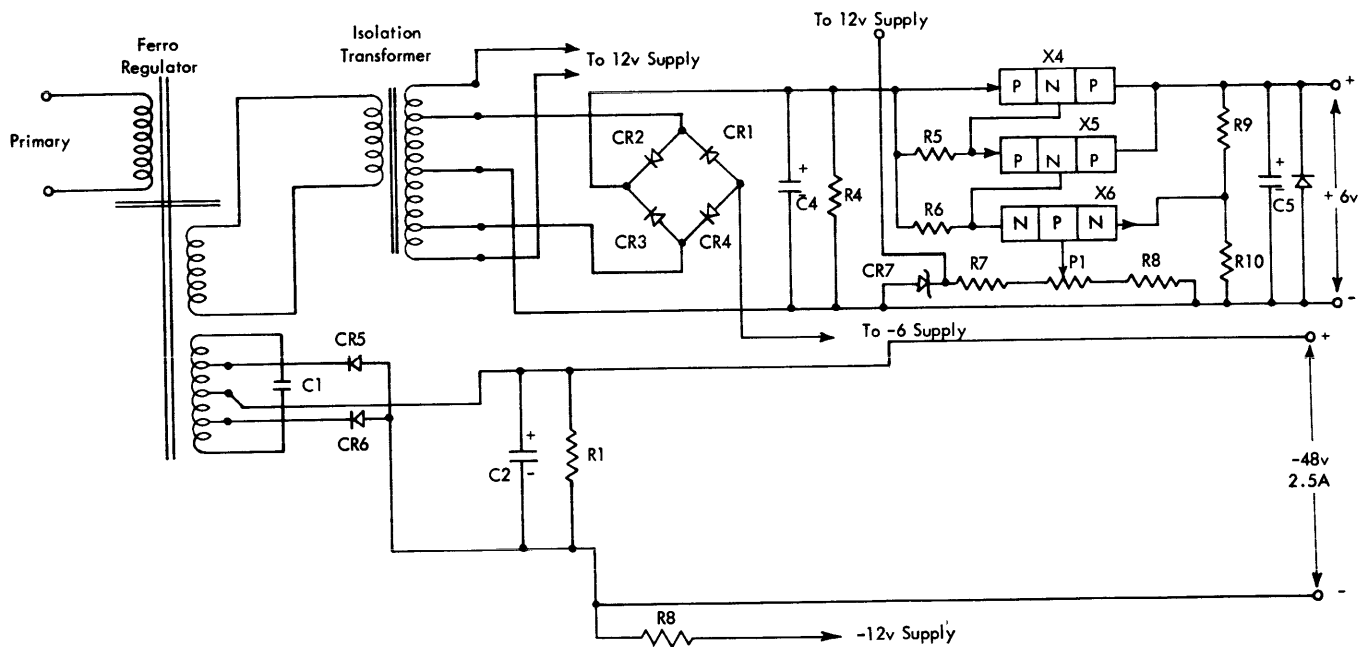 To 12v Supply
Isolation
Transformer
Ferro
Regulator
To 12v Supply
X4
P N P
+
Primary
CR2
CR1
R5
X5
P N P
R9
+
C4
R4
X6
+
C5
+ 6v
R6
N P N
CR3
CR4
CR7
R7
P1
R8
R10
-
To -6 Supply
+
CR5
C1
CR6
+
C2
-
R1
-48v
2.5A
-
R8
-12v Supply